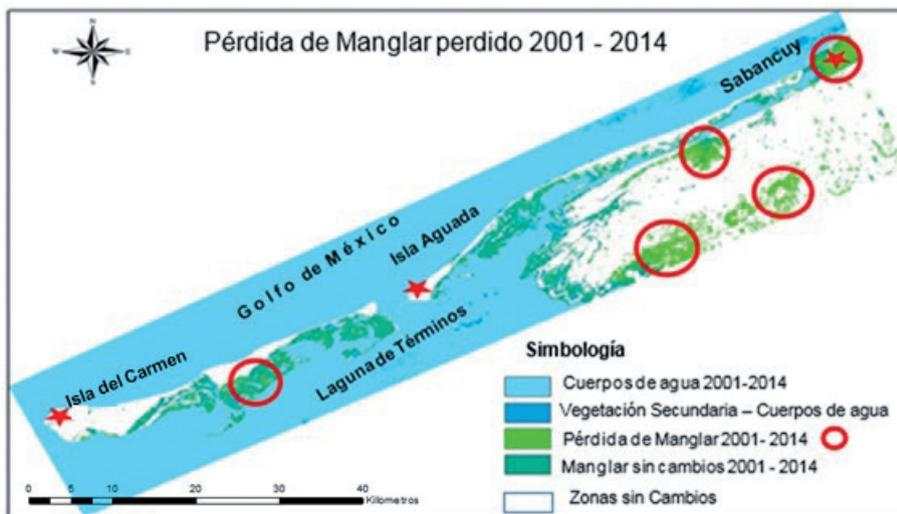 Pérdida de Manglar perdido 2001 - 2014
Sabancuy
Isla Aguada
Golfo de México
Laguna de Términos
Isla del Carmen
Simbología
Cuerpos de agua 2001-2014
Vegetación Secundaria – Cuerpos de agua
Pérdida de Manglar 2001- 2014
Manglar sin cambios 2001 - 2014
Zonas sin Cambios
0 5 10 20 30 40
Kilometros